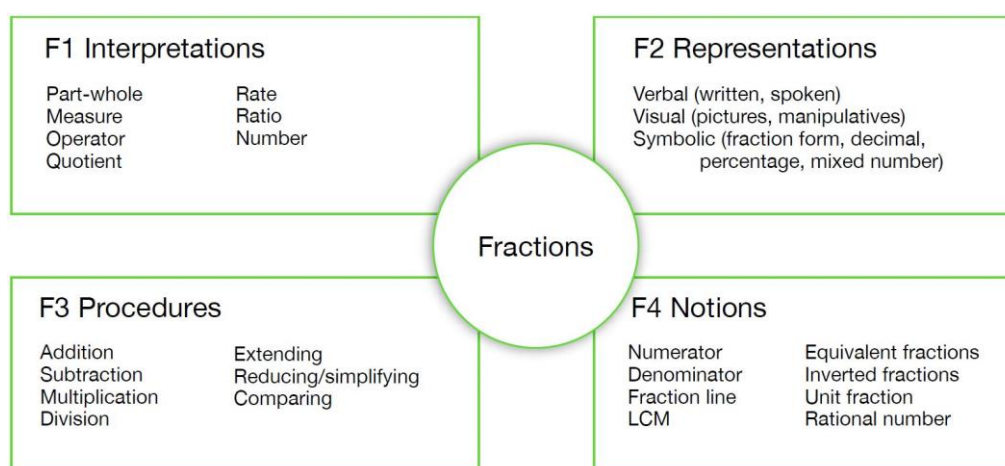 F1 Interpretations
Part-whole
Measure
Operator
Quotient
Rate
Ratio
Number
F2 Representations
Verbal (written, spoken)
Visual (pictures, manipulatives)
Symbolic (fraction form, decimal,
percentage, mixed number)
Fractions
F3 Procedures
Addition
Subtraction
Multiplication
Division
Extending
Reducing/simplifying
Comparing
F4 Notions
Numerator
Denominator
Fraction line
LCM
Equivalent fractions
Inverted fractions
Unit fraction
Rational number